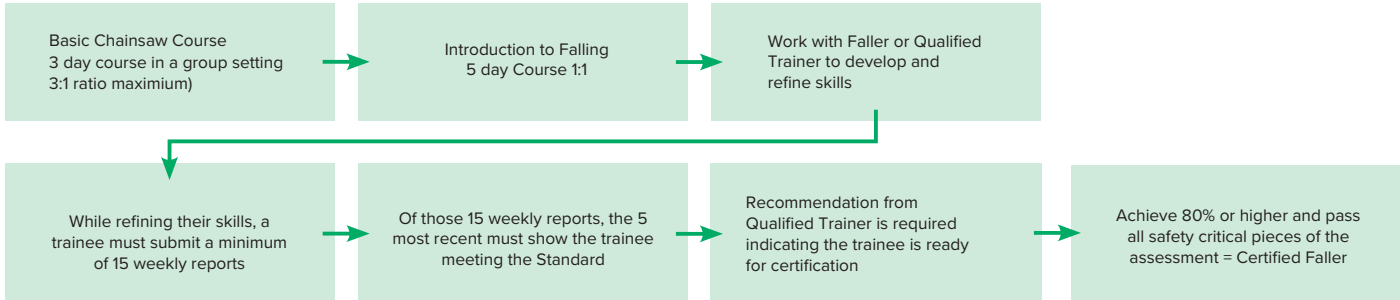 Basic Chainsaw Course
3 day course in a group setting
3:1 ratio maximium)
Introduction to Falling
5 day Course 1:1
Work with Faller or Qualified
Trainer to develop and
refine skills
While refining their skills, a
trainee must submit a minimum
of 15 weekly reports
Of those 15 weekly reports, the 5
most recent must show the trainee
meeting the Standard
Recommendation from
Qualified Trainer is required
indicating the trainee is ready
for certification
Achieve 80% or higher and pass
all safety critical pieces of the
assessment = Certified Faller